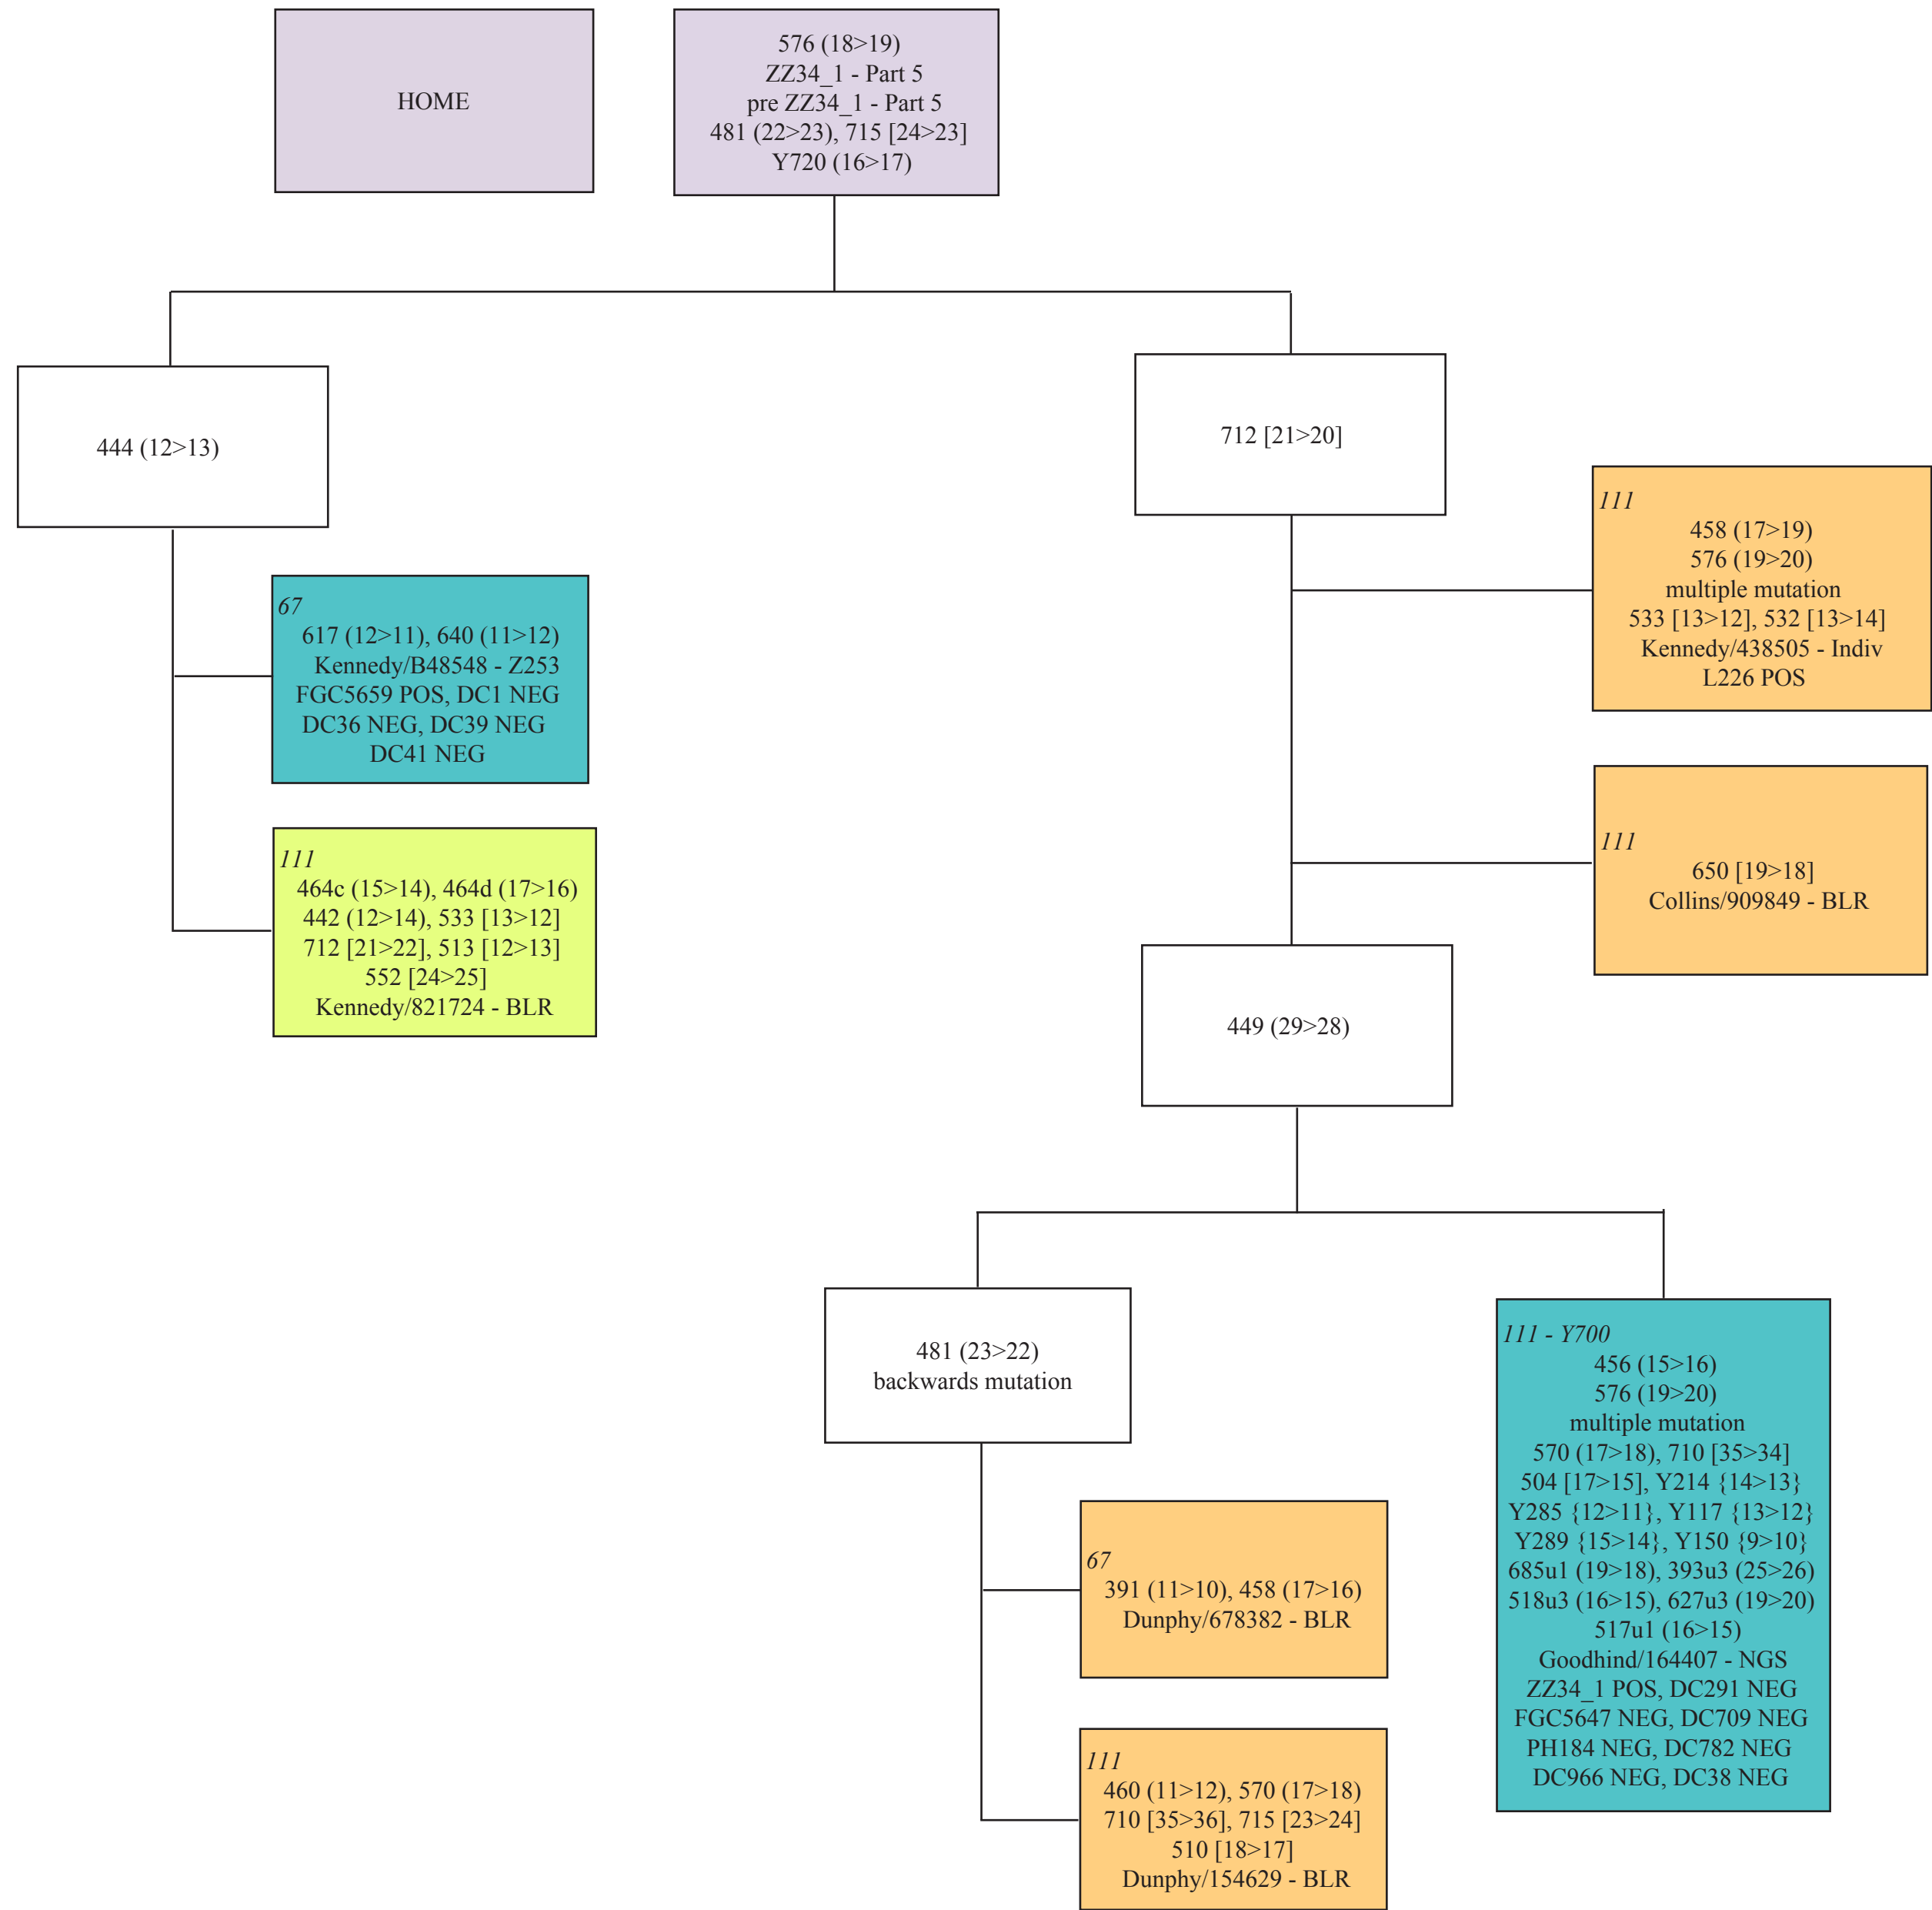 HOME
576 (18>19)
ZZ34_1 - Part 5
pre ZZ34_1 - Part 5
481 (22>23), 715 [24>23]
Y720 (16>17)
444 (12>13)
712 [21>20]
111
458 (17>19)
576 (19>20)
multiple mutation
533 [13>12], 532 [13>14]
Kennedy/438505 - Indiv
L226 POS
67
617 (12>11), 640 (11>12)
Kennedy/B48548 - Z253
FGC5659 POS, DC1 NEG
DC36 NEG, DC39 NEG
DC41 NEG
111
650 [19>18]
Collins/909849 - BLR
111
464c (15>14), 464d (17>16)
442 (12>14), 533 [13>12]
712 [21>22], 513 [12>13]
552 [24>25]
Kennedy/821724 - BLR
449 (29>28)
481 (23>22)
backwards mutation
111 - Y700
456 (15>16)
576 (19>20)
multiple mutation
570 (17>18), 710 [35>34]
504 [17>15], Y214 {14>13}
Y285 {12>11}, Y117 {13>12}
Y289 {15>14}, Y150 {9>10}
685u1 (19>18), 393u3 (25>26)
518u3 (16>15), 627u3 (19>20)
517u1 (16>15)
Goodhind/164407 - NGS
ZZ34_1 POS, DC291 NEG
FGC5647 NEG, DC709 NEG
PH184 NEG, DC782 NEG
DC966 NEG, DC38 NEG
67
391 (11>10), 458 (17>16)
Dunphy/678382 - BLR
111
460 (11>12), 570 (17>18)
710 [35>36], 715 [23>24]
510 [18>17]
Dunphy/154629 - BLR